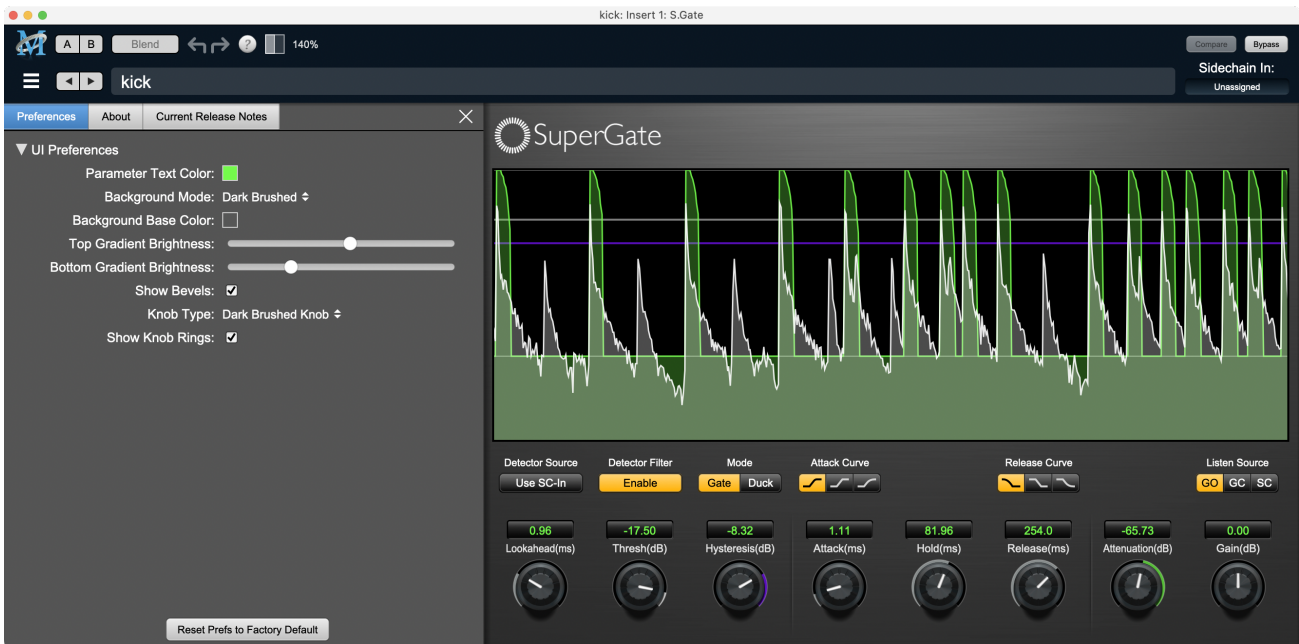 kick: Insert 1: S.Gate
A B Blend ? 140% Compare Bypass
Sidechain In:
kick
Unassigned
Preferences About Current Release Notes
SuperGate
UI Preferences
Parameter Text Color:
Background Mode: Dark Brushed
Background Base Color:
Top Gradient Brightness:
Bottom Gradient Brightness:
Show Bevels:
Knob Type: Dark Brushed Knob
Show Knob Rings:
Detector Source Detector Filter Mode Attack Curve Release Curve Listen Source
Use SC-In Enable Gate Duck GO GC SC
0.96 -17.50 -8.32 1.11 81.96 254.0 -65.73 0.00
Lookahead(ms) Thresh(dB) Hysteresis(dB) Attack(ms) Hold(ms) Release(ms) Attenuation(dB) Gain(dB)
Reset Prefs to Factory Default